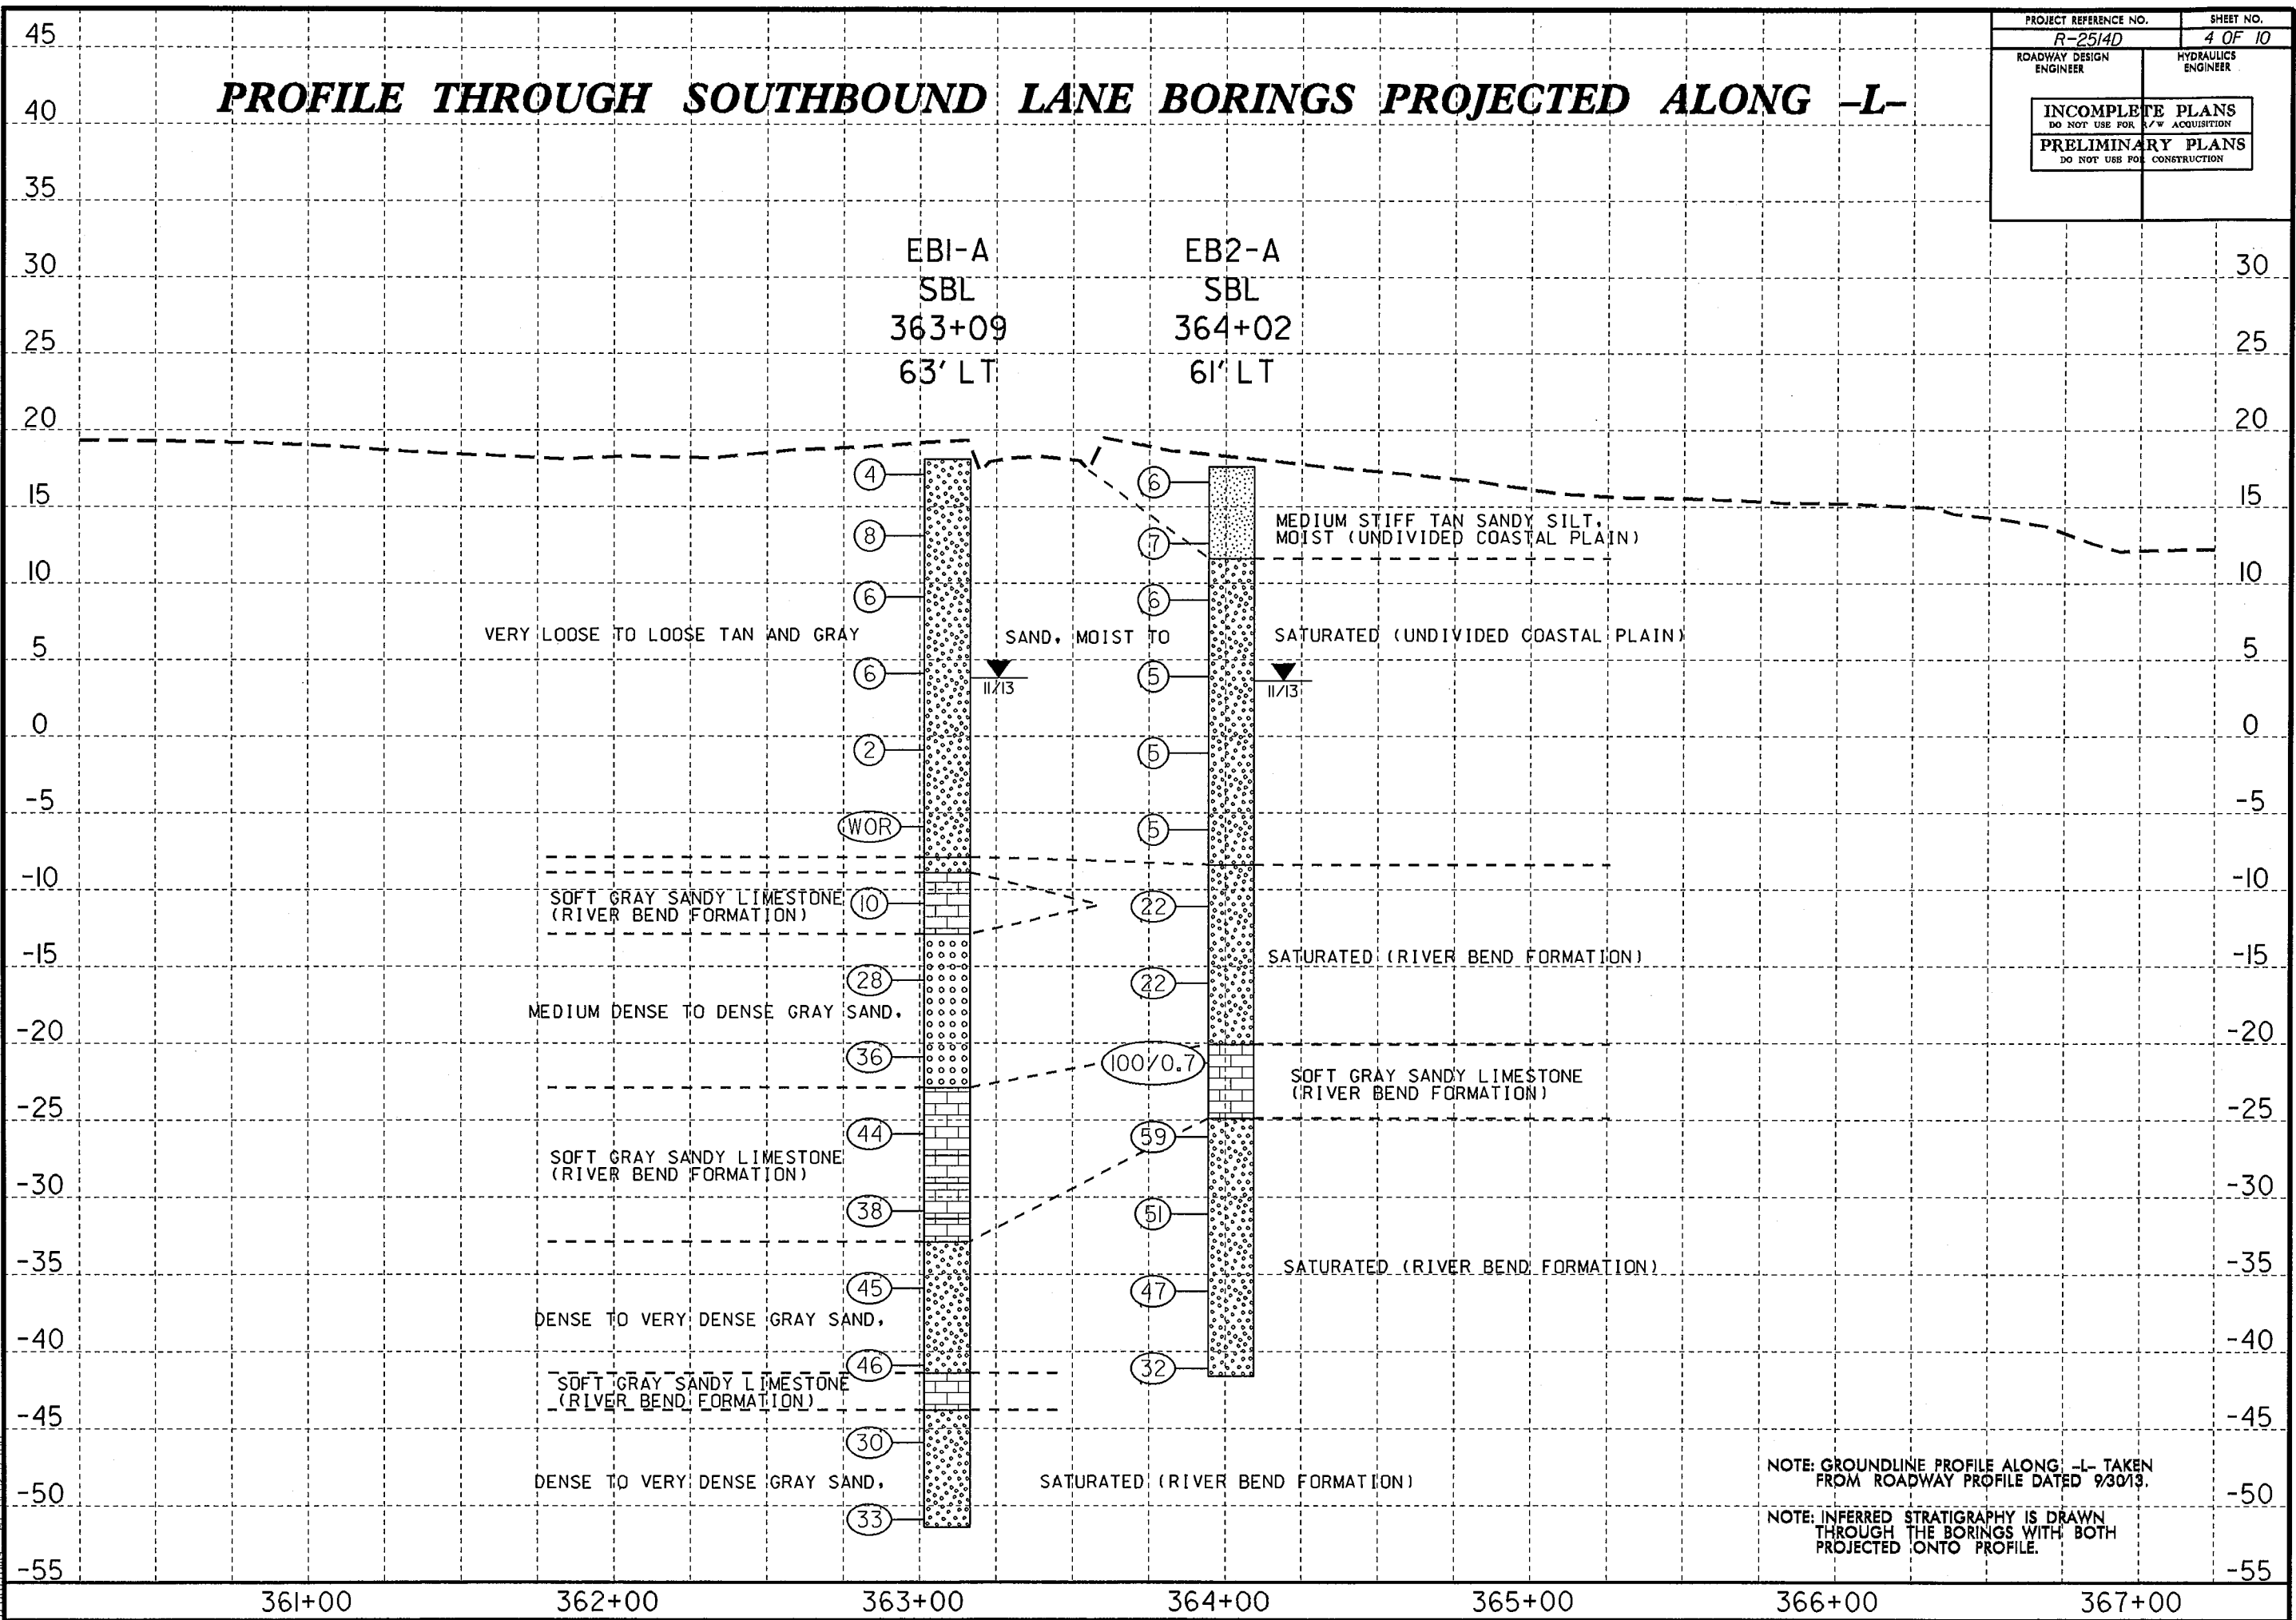 PROJECT REFERENCE NO. SHEET NO.
R-2514D 4 OF 10
ROADWAY DESIGN ENGINEER
HYDRAULICS ENGINEER
INCOMPLETE PLANS
DO NOT USE FOR R/W ACQUISITION
PRELIMINARY PLANS
DO NOT USE FOR CONSTRUCTION
PROFILE THROUGH SOUTHBOUND LANE BORINGS PROJECTED ALONG -L-
45
40
35
30 30
25 25
20 20
15 15
10 10
5 5
0 0
-5 -5
-10 -10
-15 -15
-20 -20
-25 -25
-30 -30
-35 -35
-40 -40
-45 -45
-50 -50
-55 -55
EB1-A
SBL
363+09
63' LT
EB2-A
SBL
364+02
61' LT
4
8
6
6
2
WOR
10
28
36
44
38
45
46
30
33
6
7
6
5
5
5
22
22
100/0.7
59
51
47
32
MEDIUM STIFF TAN SANDY SILT,
MOIST (UNDIVIDED COASTAL PLAIN)
VERY LOOSE TO LOOSE TAN AND GRAY SAND, MOIST TO SATURATED (UNDIVIDED COASTAL PLAIN)
11/13
11/13
SOFT GRAY SANDY LIMESTONE
(RIVER BEND FORMATION)
SATURATED (RIVER BEND FORMATION)
MEDIUM DENSE TO DENSE GRAY SAND,
SOFT GRAY SANDY LIMESTONE
(RIVER BEND FORMATION)
SOFT GRAY SANDY LIMESTONE
(RIVER BEND FORMATION)
SATURATED (RIVER BEND FORMATION)
DENSE TO VERY DENSE GRAY SAND,
SOFT GRAY SANDY LIMESTONE
(RIVER BEND FORMATION)
DENSE TO VERY DENSE GRAY SAND, SATURATED (RIVER BEND FORMATION)
NOTE: GROUNDLINE PROFILE ALONG -L- TAKEN
FROM ROADWAY PROFILE DATED 9/30/13.
NOTE: INFERRED STRATIGRAPHY IS DRAWN
THROUGH THE BORINGS WITH BOTH
PROJECTED ONTO PROFILE.
361+00 362+00 363+00 364+00 365+00 366+00 367+00